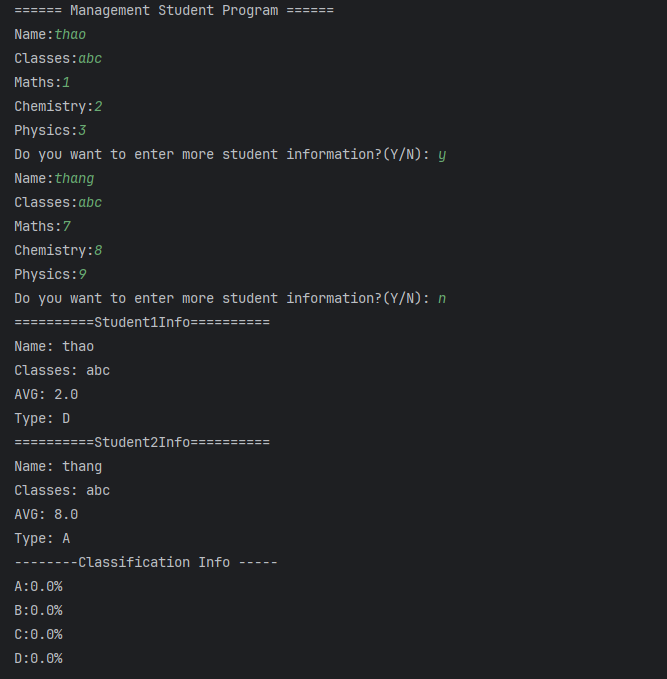 ====== Management Student Program ======
Name:thao
Classes:abc
Maths:1
Chemistry:2
Physics:3
Do you want to enter more student information?(Y/N): y
Name:thang
Classes:abc
Maths:7
Chemistry:8
Physics:9
Do you want to enter more student information?(Y/N): n
==========Student1Info==========
Name: thao
Classes: abc
AVG: 2.0
Type: D
==========Student2Info==========
Name: thang
Classes: abc
AVG: 8.0
Type: A
--------Classification Info -----
A:0.0%
B:0.0%
C:0.0%
D:0.0%